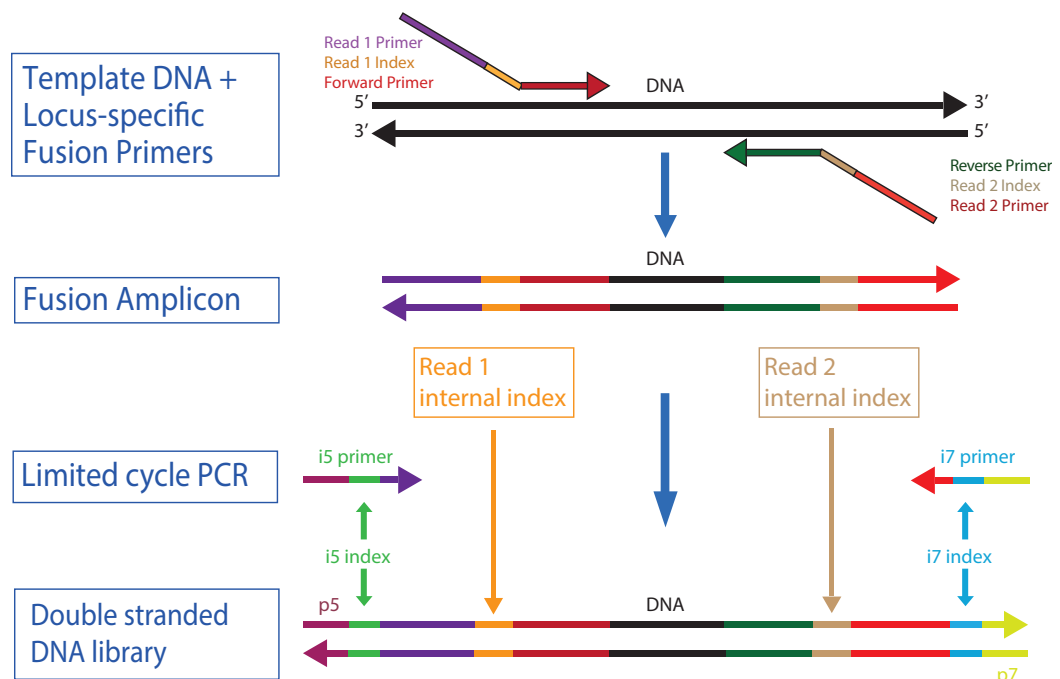 Template DNA +
Locus-specific
Fusion Primers
Read 1 Primer
Read 1 Index
Forward Primer
DNA
5’
3’
3’
5’
Reverse Primer
Read 2 Index
Read 2 Primer
Fusion Amplicon
DNA
Read 1
internal index
Read 2
internal index
Limited cycle PCR
i5 primer
i7 primer
i5 index
i7 index
Double stranded
DNA library
p5
DNA
p7